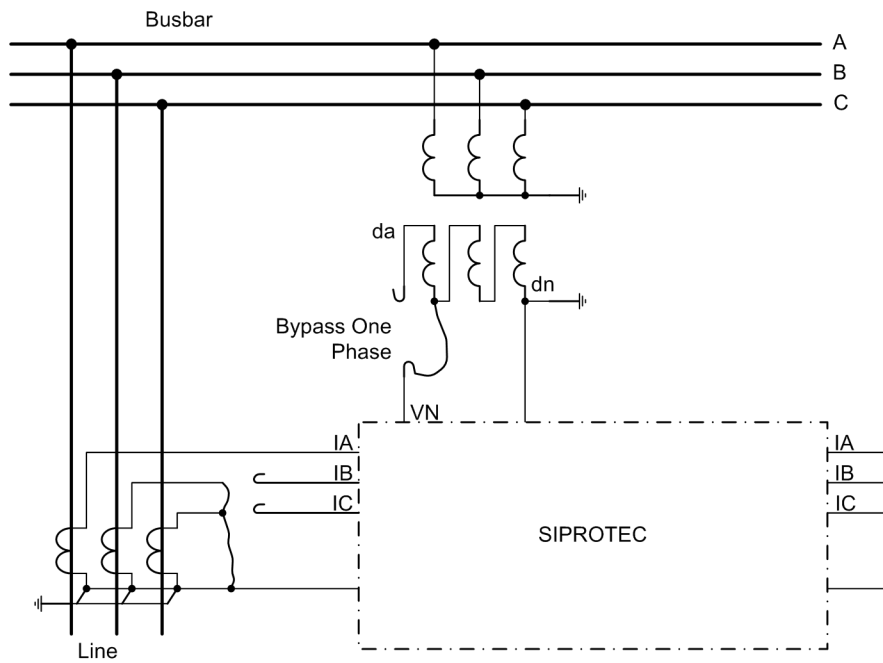 Busbar
A
B
C
da
dn
Bypass One
Phase
VN
IA
IA
IB
IB
IC
IC
SIPROTEC
Line